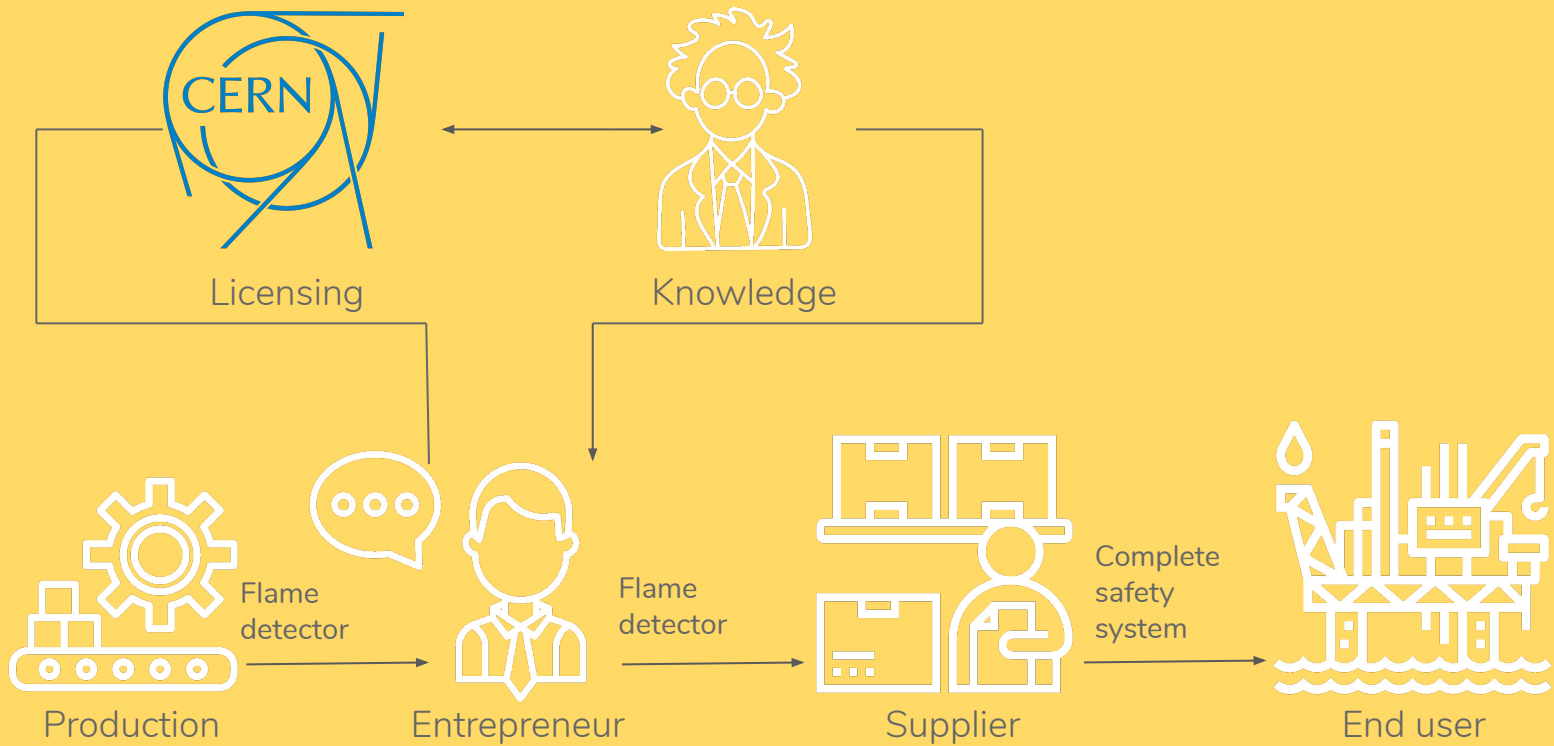 CERN
Licensing
Knowledge
Flame
detector
Flame
detector
Complete
safety
system
Production
Entrepreneur
Supplier
End user